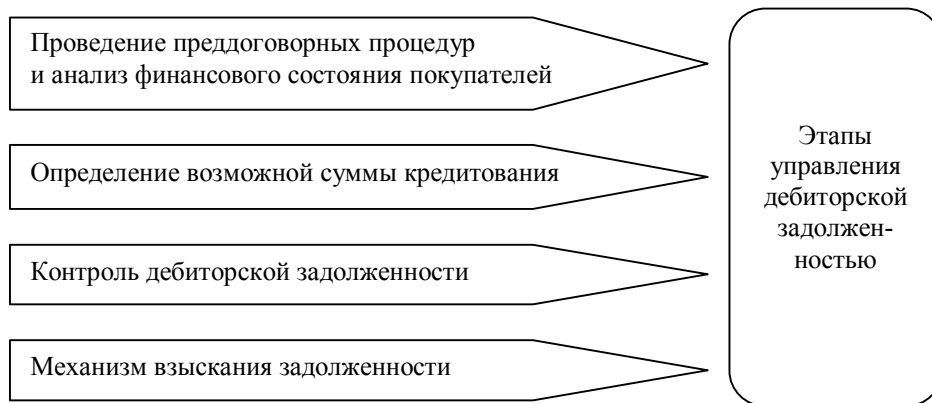 Проведение преддоговорных процедур
и анализ финансового состояния покупателей
Определение возможной суммы кредитования
Контроль дебиторской задолженности
Механизм взыскания задолженности
Этапы
управления
дебиторской
задолжен-
ностью